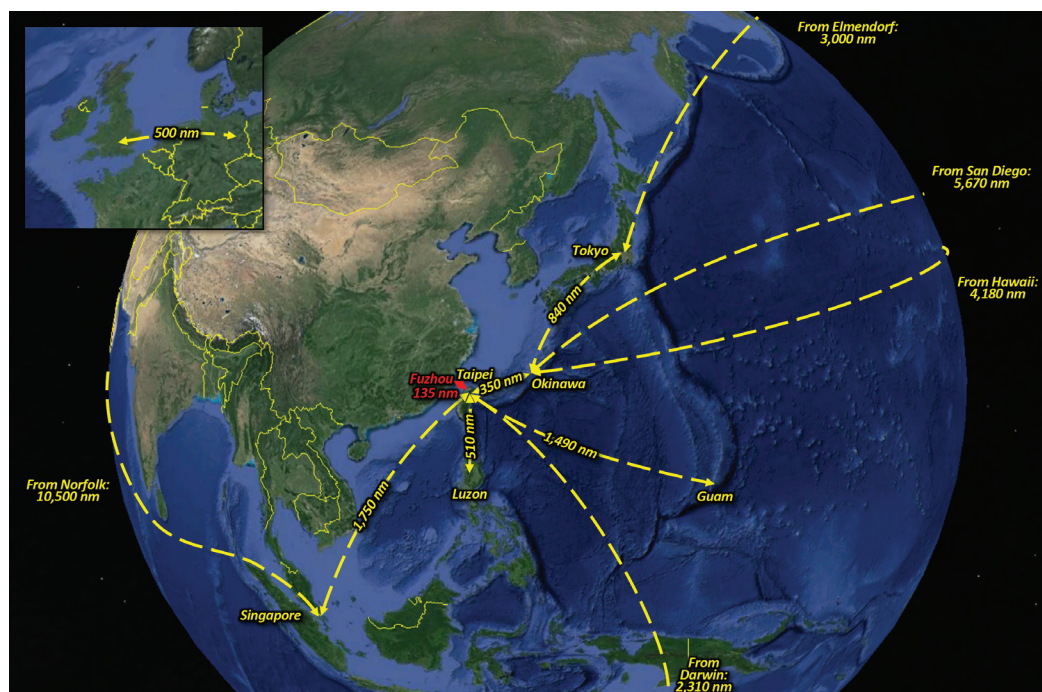 From Elmendorf:
3,000 nm
500 nm
From San Diego:
5,670 nm
Tokyo
From Hawaii:
4,180 nm
840 nm
Fuzhou
135 nm
Taipei
350 nm
Okinawa
510 nm
1,490 nm
From Norfolk:
10,500 nm
1,750 nm
Luzon
Guam
Singapore
From
Darwin:
2,310 nm